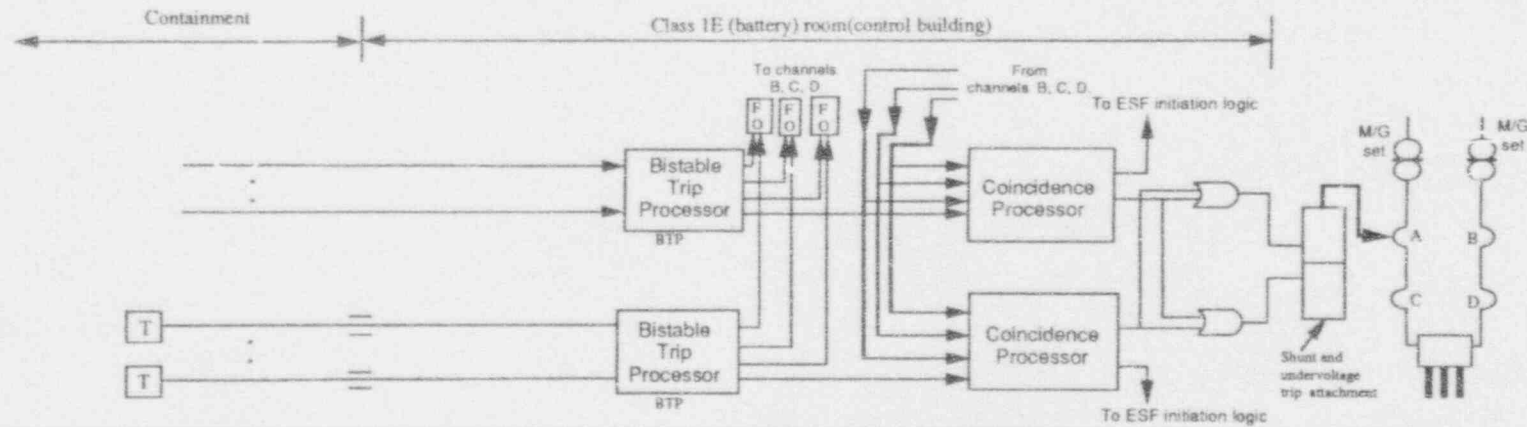 Containment
Class 1E (battery) room(control building)
To channels
B, C, D
F
O
F
O
F
O
From
channels B, C, D.
To ESF initiation logic
M/G
set
M/G
set
Bistable
Trip
Processor
BTP
Coincidence
Processor
A
B
C
D
T
T
Bistable
Trip
Processor
BTP
Coincidence
Processor
Shunt and
undervoltage
trip attachment
To ESF initiation logic